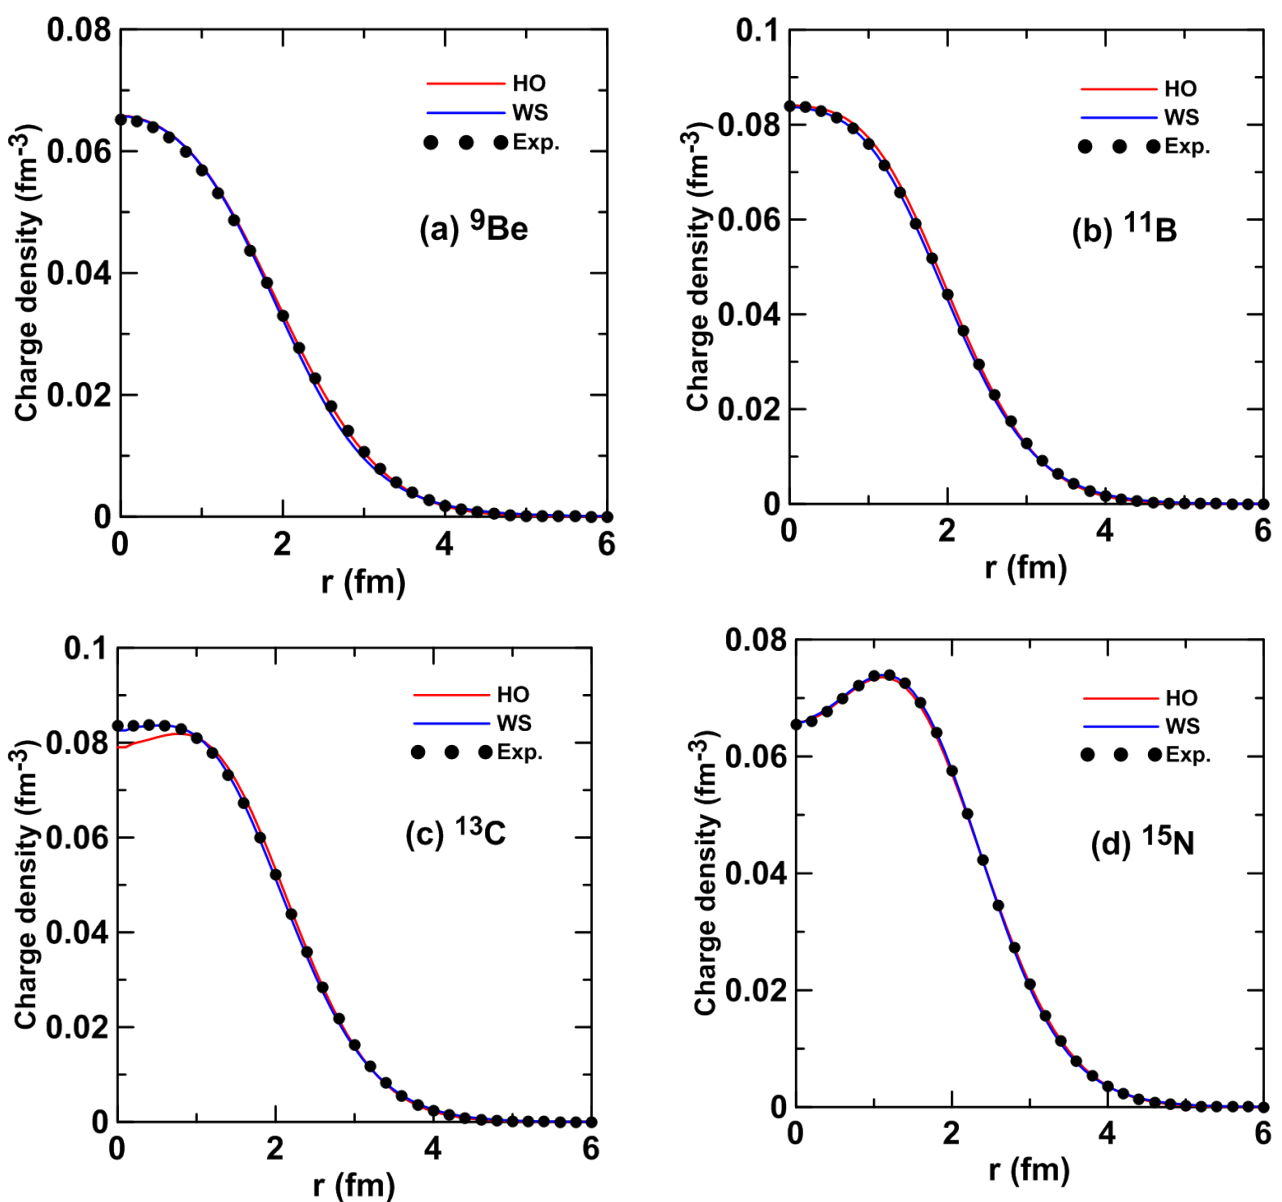 0.08
0.06
0.04
0.02
0
0 2 4 6
Charge density (fm-3)
r (fm)
HO
WS
Exp.
(a) 9Be
0.1
0.08
0.06
0.04
0.02
0
0 2 4 6
Charge density (fm-3)
r (fm)
HO
WS
Exp.
(b) 11B
0.1
0.08
0.06
0.04
0.02
0
0 2 4 6
Charge density (fm-3)
r (fm)
HO
WS
Exp.
(c) 13C
0.08
0.06
0.04
0.02
0
0 2 4 6
Charge density (fm-3)
r (fm)
HO
WS
Exp.
(d) 15N